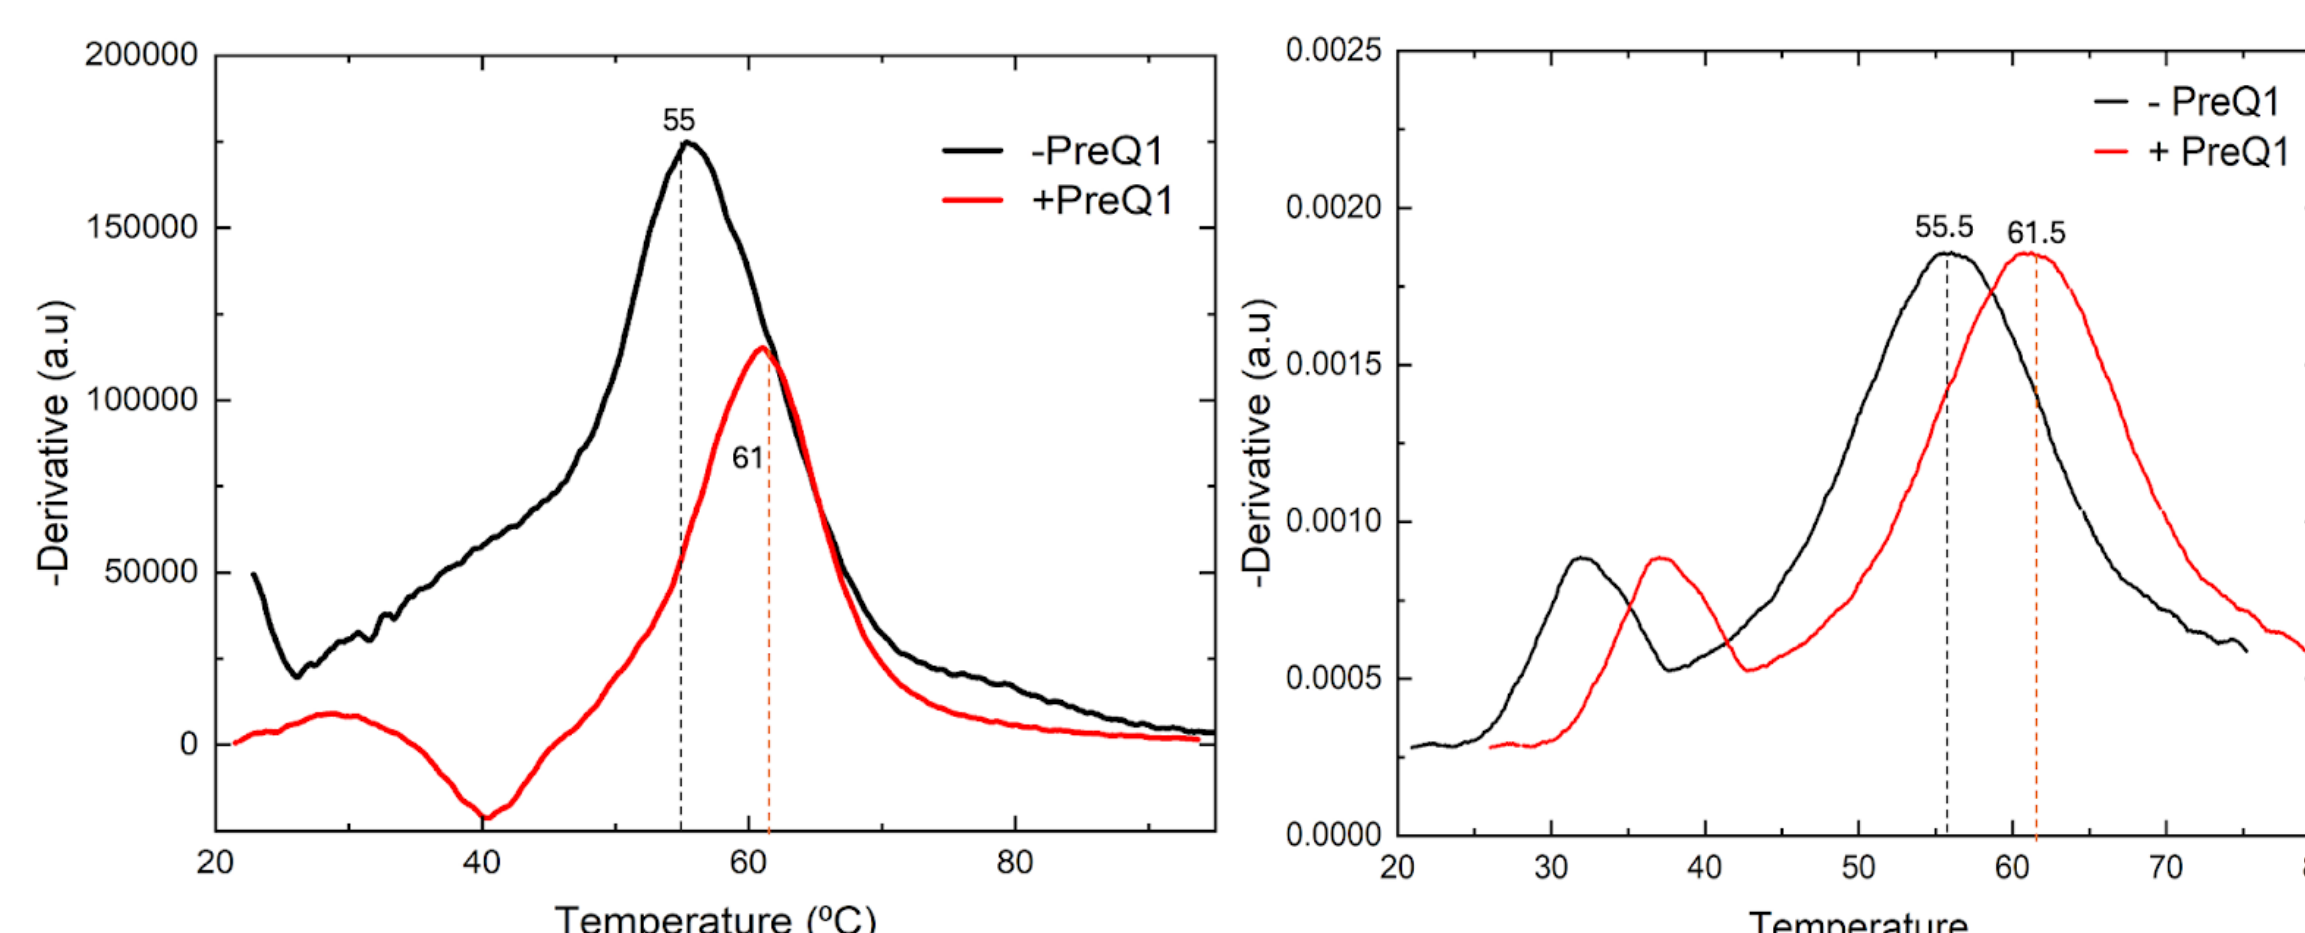 200000
150000
100000
50000
0
-Derivative (a.u)
55
61
-PreQ1
+PreQ1
20 40 60 80
Temperature (ºC)
0.0025
0.0020
0.0015
0.0010
0.0005
0.0000
-Derivative (a.u)
55.5
61.5
- PreQ1
+ PreQ1
20 30 40 50 60 70
Temperature